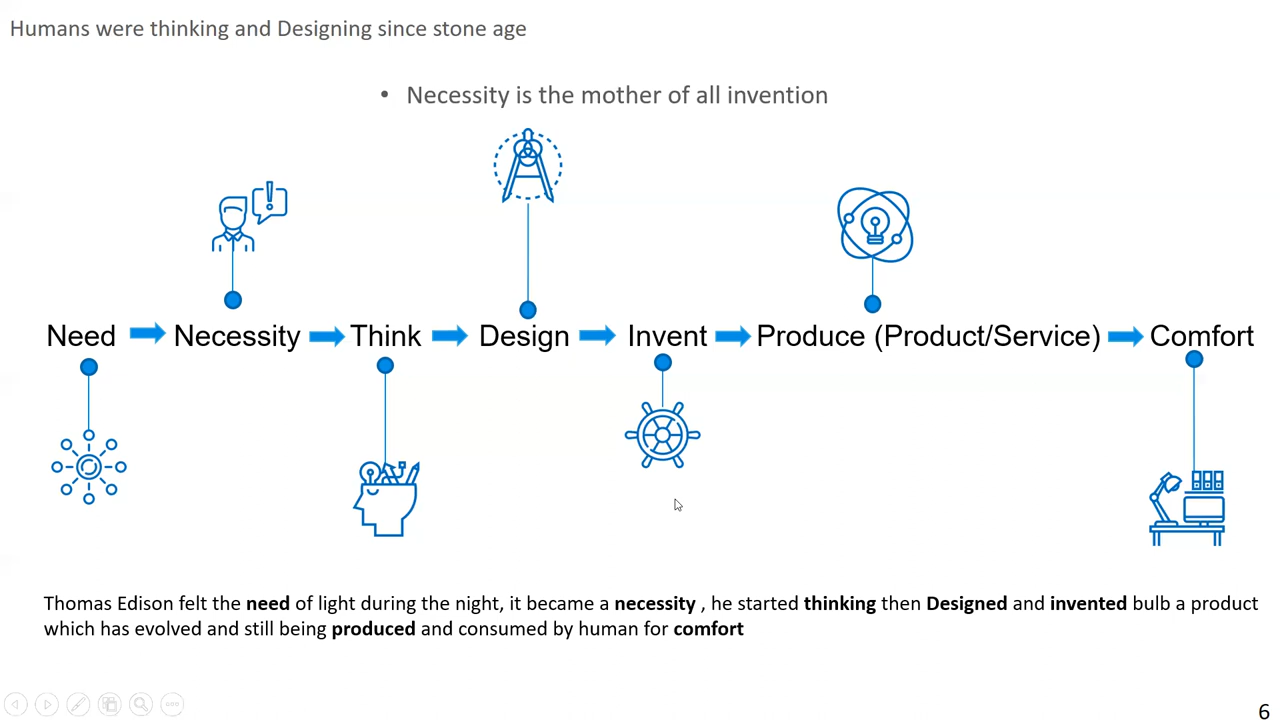 Humans were thinking and Designing since stone age
• Necessity is the mother of all invention
Need Necessity Think Design Invent Produce (Product/Service) Comfort
Thomas Edison felt the need of light during the night, it became a necessity , he started thinking then Designed and invented bulb a product
which has evolved and still being produced and consumed by human for comfort
6